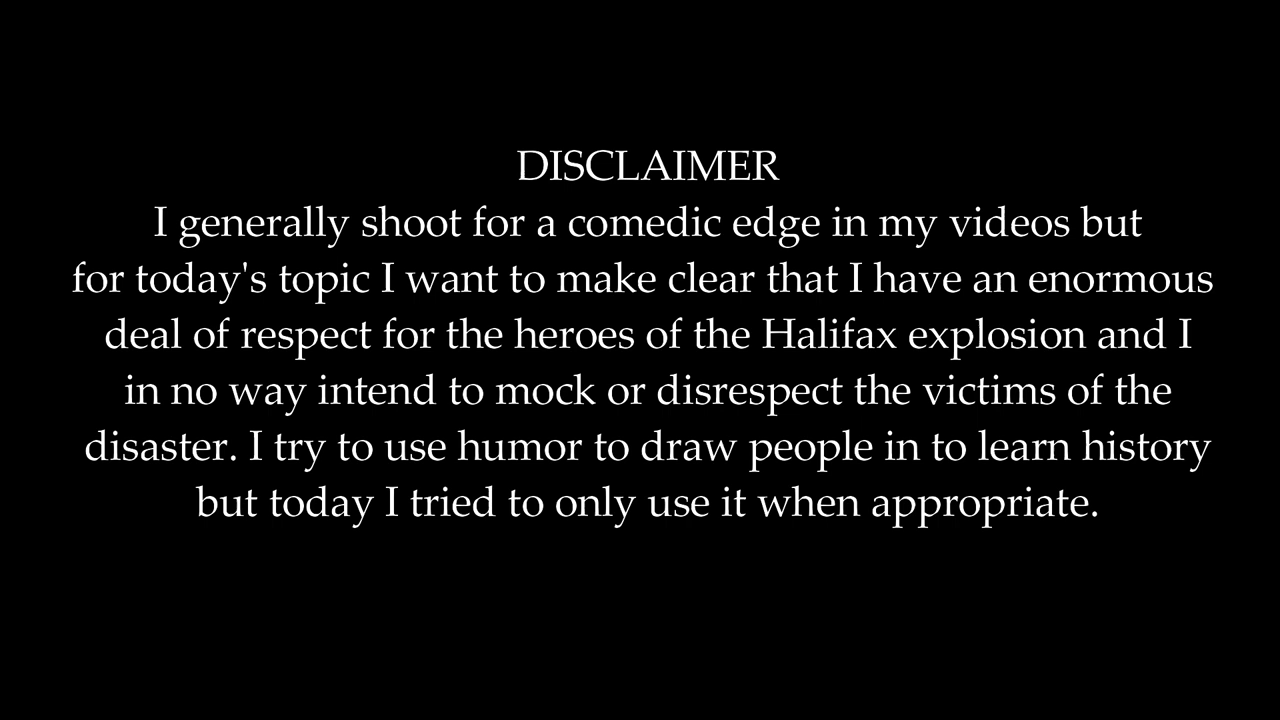 DISCLAIMER
I generally shoot for a comedic edge in my videos but
for today's topic I want to make clear that I have an enormous
deal of respect for the heroes of the Halifax explosion and I
in no way intend to mock or disrespect the victims of the
disaster. I try to use humor to draw people in to learn history
but today I tried to only use it when appropriate.